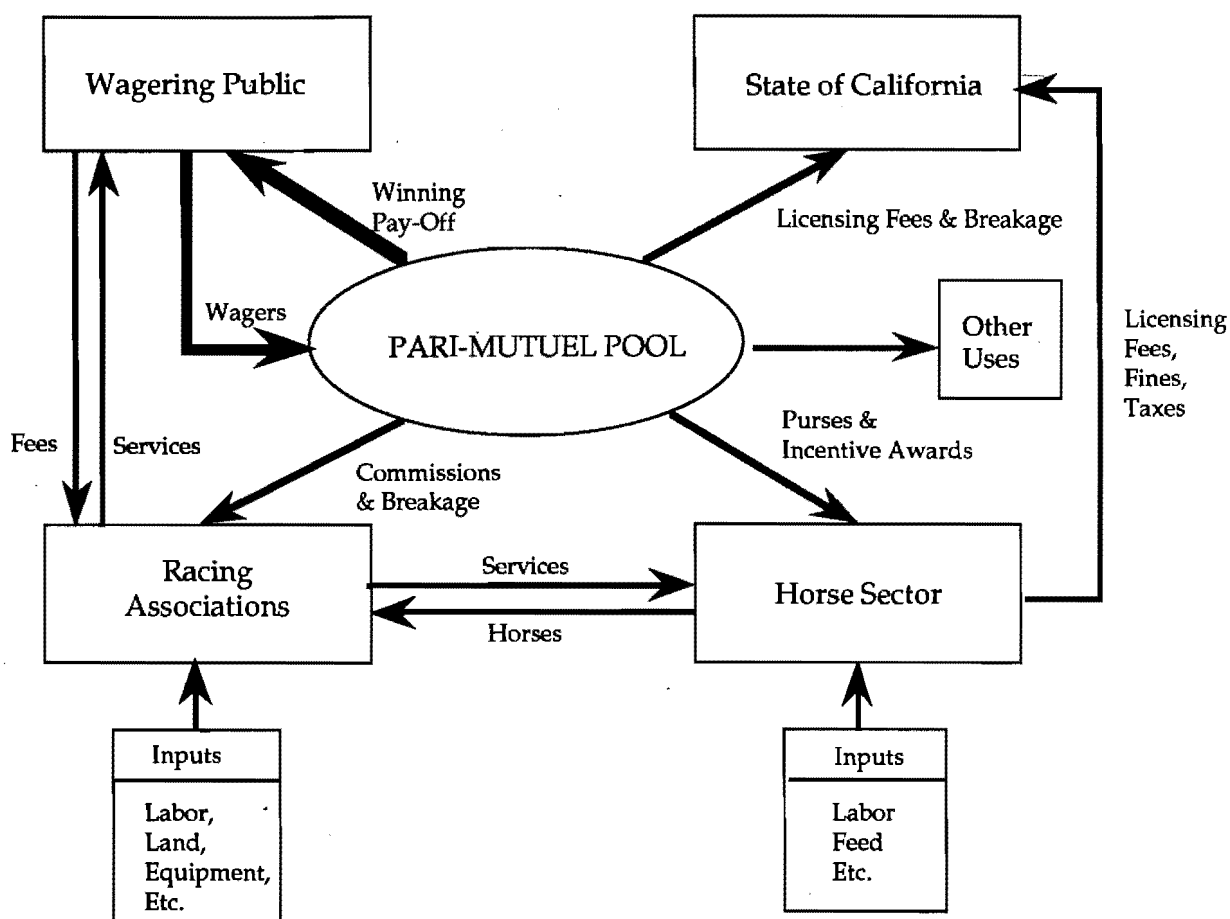 Wagering Public
State of California
Winning
Pay-Off
Licensing Fees & Breakage
Wagers
PARI-MUTUEL POOL
Other
Uses
Licensing
Fees,
Fines,
Taxes
Fees
Services
Commissions
& Breakage
Purses &
Incentive Awards
Racing
Associations
Services
Horses
Horse Sector
Inputs
Labor,
Land,
Equipment,
Etc.
Inputs
Labor
Feed
Etc.